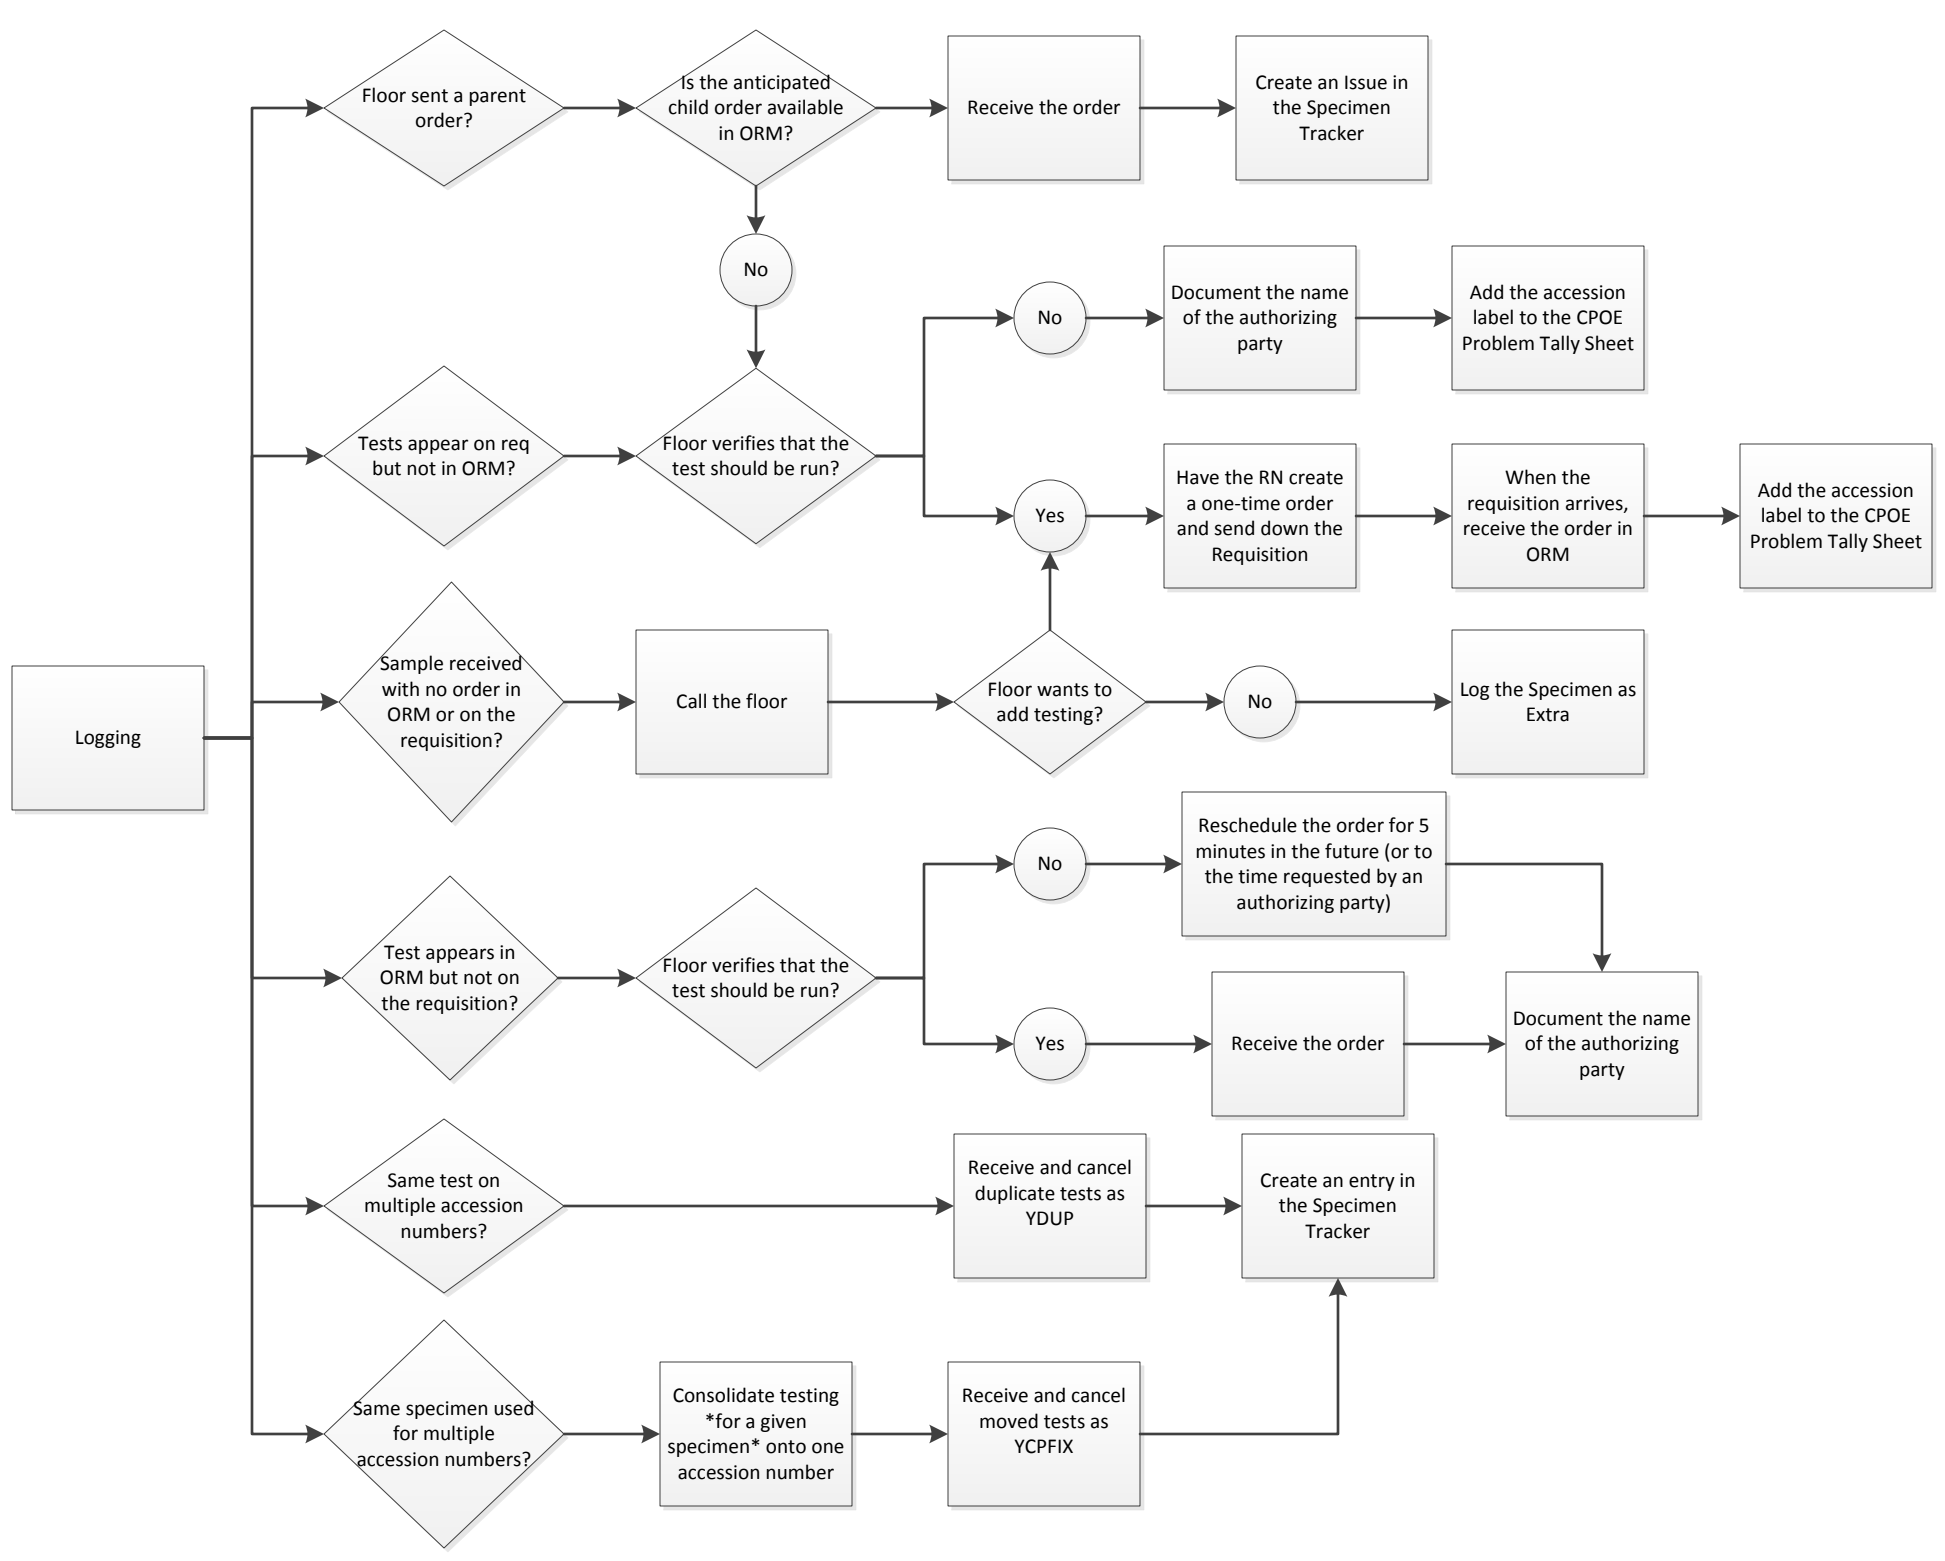 Floor sent a parent
order?
Is the anticipated
child order available
in ORM?
Receive the order
Create an Issue in
the Specimen
Tracker
No
No
Document the name
of the authorizing
party
Add the accession
label to the CPOE
Problem Tally Sheet
Tests appear on req
but not in ORM?
Floor verifies that the
test should be run?
Yes
Have the RN create
a one-time order
and send down the
Requisition
When the
requisition arrives,
receive the order in
ORM
Add the accession
label to the CPOE
Problem Tally Sheet
Logging
Sample received
with no order in
ORM or on the
requisition?
Call the floor
Floor wants to
add testing?
No
Log the Specimen as
Extra
Test appears in
ORM but not on
the requisition?
Floor verifies that the
test should be run?
No
Reschedule the order for 5
minutes in the future (or to
the time requested by an
authorizing party)
Yes
Receive the order
Document the name
of the authorizing
party
Same test on
multiple accession
numbers?
Receive and cancel
duplicate tests as
YDUP
Create an entry in
the Specimen
Tracker
Same specimen used
for multiple
accession numbers?
Consolidate testing
*for a given
specimen* onto one
accession number
Receive and cancel
moved tests as
YCPFIX